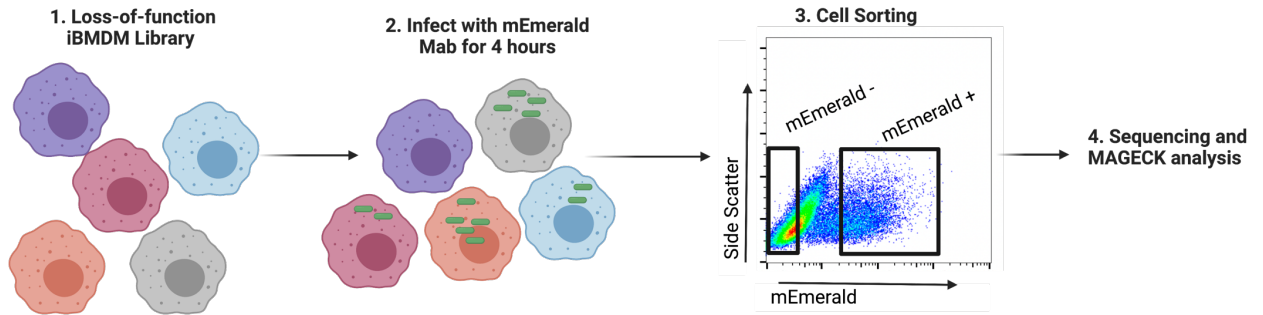 1. Loss-of-function
iBMDM Library
2. Infect with mEmerald
Mab for 4 hours
3. Cell Sorting
mEmerald -
mEmerald +
Side Scatter
mEmerald
4. Sequencing and
MAGECK analysis